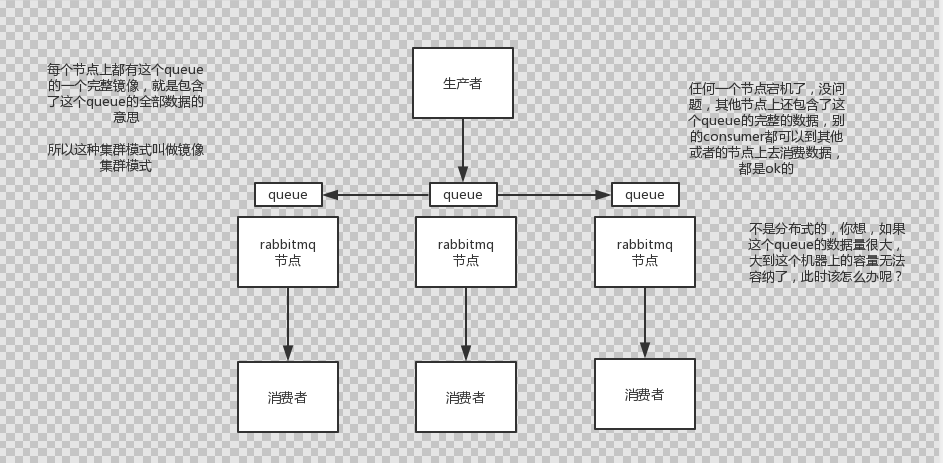 每个节点上都有这个queue
的一个完整镜像，就是包含
了这个queue的全部数据的
意思
所以这种集群模式叫做镜像
集群模式
生产者
任何一个节点宕机了，没问
题，其他节点上还包含了这
个queue的完整的数据，别
的consumer都可以到其他
或者的节点上去消费数据，
都是ok的
queue
queue
queue
rabbitmq
节点
rabbitmq
节点
rabbitmq
节点
不是分布式的，你想，如果
这个queue的数据量很大，
大到这个机器上的容量无法
容纳了，此时该怎么办呢？
消费者
消费者
消费者